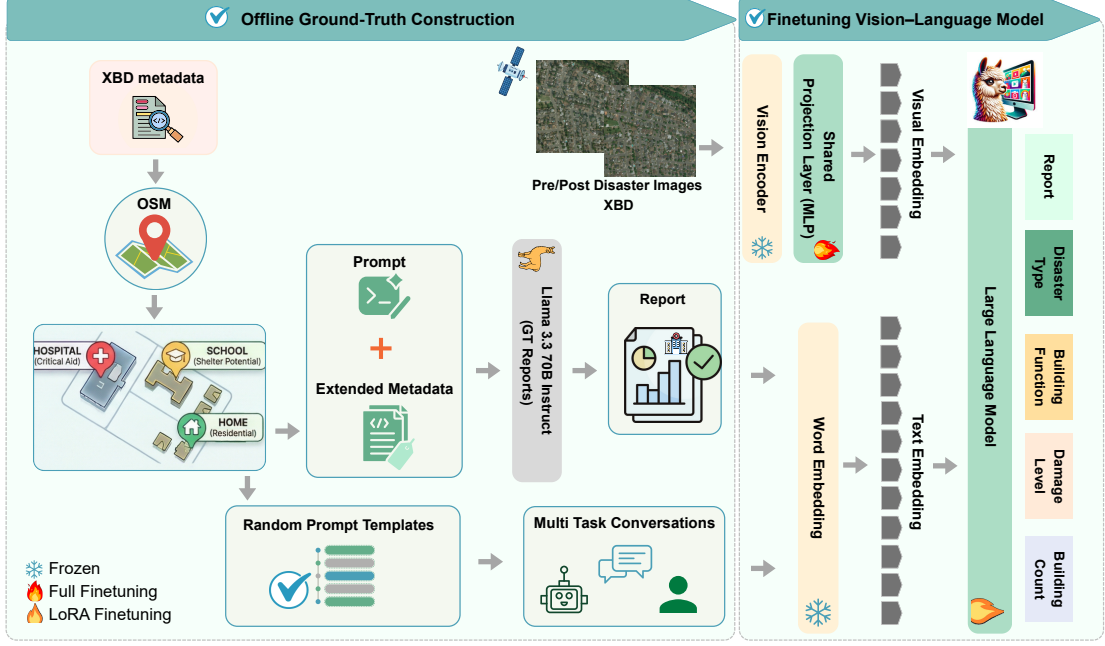 Offline Ground-Truth Construction
Finetuning Vision–Language Model
XBD metadata
OSM
HOSPITAL
(Critical Aid)
SCHOOL
(Shelter Potential)
HOME
(Residential)
Pre/Post Disaster Images
XBD
Prompt
+
Extended Metadata
Llama 3.3 70B Instruct
(GT Reports)
Report
Random Prompt Templates
Multi Task Conversations
Frozen
Full Finetuning
LoRA Finetuning
Vision Encoder
Shared
Projection Layer (MLP)
Visual Embedding
Word Embedding
Text Embedding
Large Language Model
Report
Disaster
Type
Building
Function
Damage
Level
Building
Count